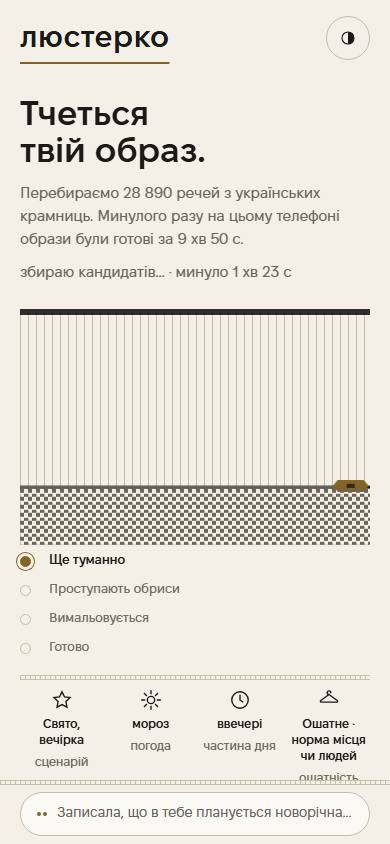 люстерко
Тчеться
твій образ.
Перебираємо 28 890 речей з українських
крамниць. Минулого разу на цьому телефоні
образи були готові за 9 хв 50 с.
збираю кандидатів... · минуло 1 хв 23 с
Ще туманно
Проступають обриси
Вимальовується
Готово
Свято,
вечірка
сценарій
мороз
погода
ввечері
частина дня
Ошатне ·
норма місця
чи людей
ошатність
Записала, що в тебе планується новорічна...